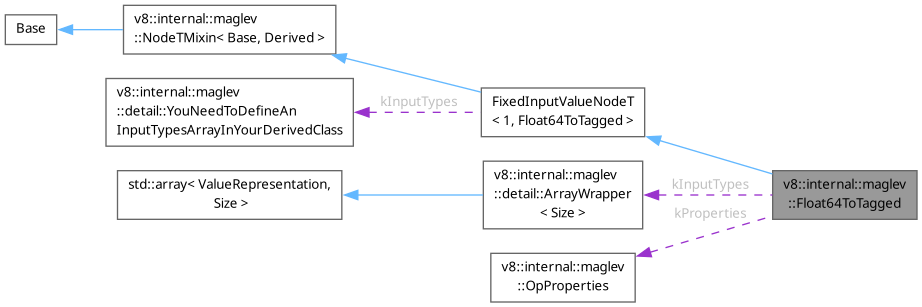 Base
v8::internal::maglev
::NodeTMixin< Base, Derived >
v8::internal::maglev
::detail::YouNeedToDefineAn
InputTypesArrayInYourDerivedClass
kInputTypes
FixedInputValueNodeT
< 1, Float64ToTagged >
std::array< ValueRepresentation,
Size >
v8::internal::maglev
::detail::ArrayWrapper
< Size >
kInputTypes
kProperties
v8::internal::maglev
::Float64ToTagged
v8::internal::maglev
::OpProperties